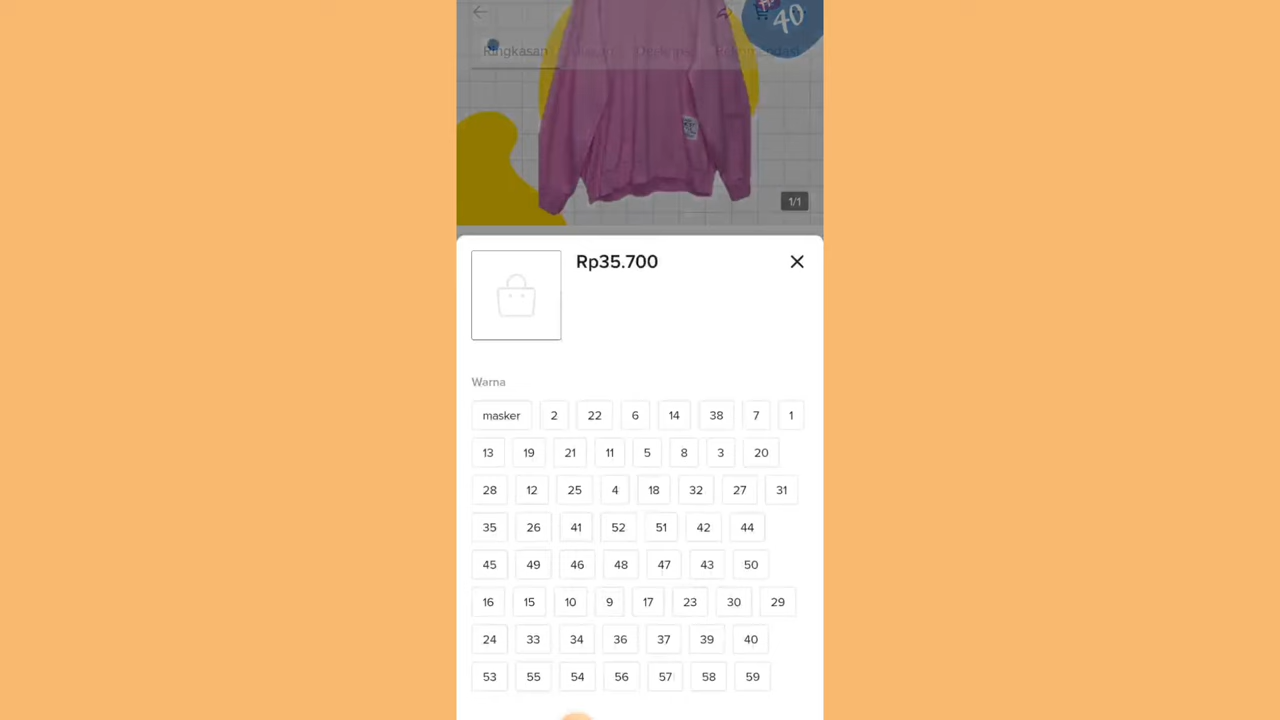 40
Ringkasan Rekomendasi
1/1
Rp35.700
Warna
masker 2 22 6 14 38 7 1
13 19 21 11 5 8 3 20
28 12 25 4 18 32 27 31
35 26 41 52 51 42 44
45 49 46 48 47 43 50
16 15 10 9 17 23 30 29
24 33 34 36 37 39 40
53 55 54 56 57 58 59